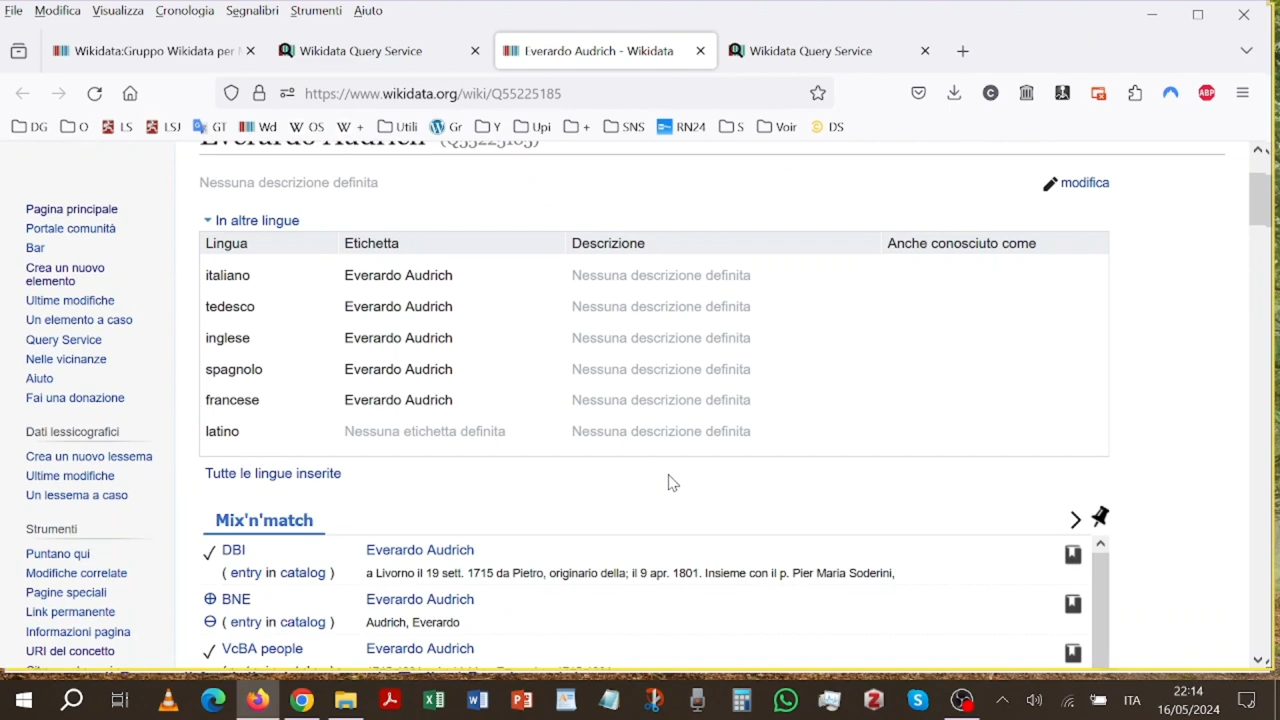 File Modifica Visualizza Cronologia Segnalibri Strumenti Aiuto
Wikidata:Gruppo Wikidata per Wikidata Query Service Everardo Audrich - Wikidata Wikidata Query Service
https://www.wikidata.org/wiki/Q55225185
DG O LS LSJ GT Wd OS W + Utili Gr Y Upi + SNS RN24 S Voir DS
Everardo Audrich (Q55225185)
Nessuna descrizione definita modifica
In altre lingue
Lingua Etichetta Descrizione Anche conosciuto come
italiano Everardo Audrich Nessuna descrizione definita
tedesco Everardo Audrich Nessuna descrizione definita
inglese Everardo Audrich Nessuna descrizione definita
spagnolo Everardo Audrich Nessuna descrizione definita
francese Everardo Audrich Nessuna descrizione definita
latino Nessuna etichetta definita Nessuna descrizione definita
Tutte le lingue inserite
Mix'n'match
DBI Everardo Audrich
( entry in catalog ) a Livorno il 19 sett. 1715 da Pietro, originario della; il 9 apr. 1801. Insieme con il p. Pier Maria Soderini,
BNE Everardo Audrich
( entry in catalog ) Audrich, Everardo
VcBA people Everardo Audrich
Pagina principale
Portale comunità
Bar
Crea un nuovo
elemento
Ultime modifiche
Un elemento a caso
Query Service
Nelle vicinanze
Aiuto
Fai una donazione
Dati lessicografici
Crea un nuovo lessema
Ultime modifiche
Un lessema a caso
Strumenti
Puntano qui
Modifiche correlate
Pagine speciali
Link permanente
Informazioni pagina
URI del concetto
ABP
ITA
22:14
16/05/2024